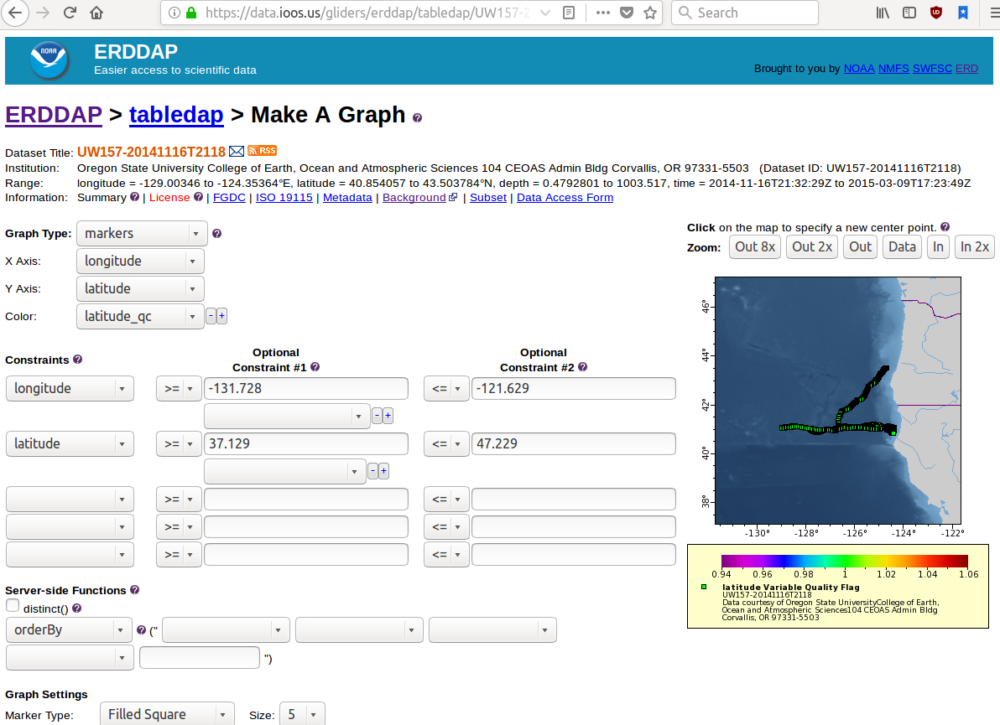 https://data.ioos.us/gliders/erddap/tabledap/UW157-2
Search
NOAA
ERDDAP
Easier access to scientific data
Brought to you by NOAA NMFS SWFSC ERD
ERDDAP > tabledap > Make A Graph ?
Dataset Title: UW157-20141116T2118 RSS
Institution: Oregon State University College of Earth, Ocean and Atmospheric Sciences 104 CEOAS Admin Bldg Corvallis, OR 97331-5503 (Dataset ID: UW157-20141116T2118)
Range: longitude = -129.00346 to -124.35364°E, latitude = 40.854057 to 43.503784°N, depth = 0.4792801 to 1003.517, time = 2014-11-16T21:32:29Z to 2015-03-09T17:23:49Z
Information: Summary ? | License ? | FGDC | ISO 19115 | Metadata | Background | Subset | Data Access Form
Graph Type: markers ?
X Axis: longitude
Y Axis: latitude
Color: latitude_qc - +
Click on the map to specify a new center point. ?
Zoom: Out 8x Out 2x Out Data In In 2x
Constraints ? Optional Constraint #1 ? Optional Constraint #2 ?
longitude >= -131.728 <= -121.629
- +
latitude >= 37.129 <= 47.229
- +
>= <=
>= <=
>= <=
46°
44°
42°
40°
38°
-130° -128° -126° -124° -122°
0.94 0.96 0.98 1 1.02 1.04 1.06
latitude Variable Quality Flag
UW157-20141116T2118
Data courtesy of Oregon State UniversityCollege of Earth,
Ocean and Atmospheric Sciences104 CEOAS Admin Bldg
Corvallis, OR 97331-5503
Server-side Functions ?
distinct() ?
orderBy ? ("
")
Graph Settings
Marker Type: Filled Square Size: 5